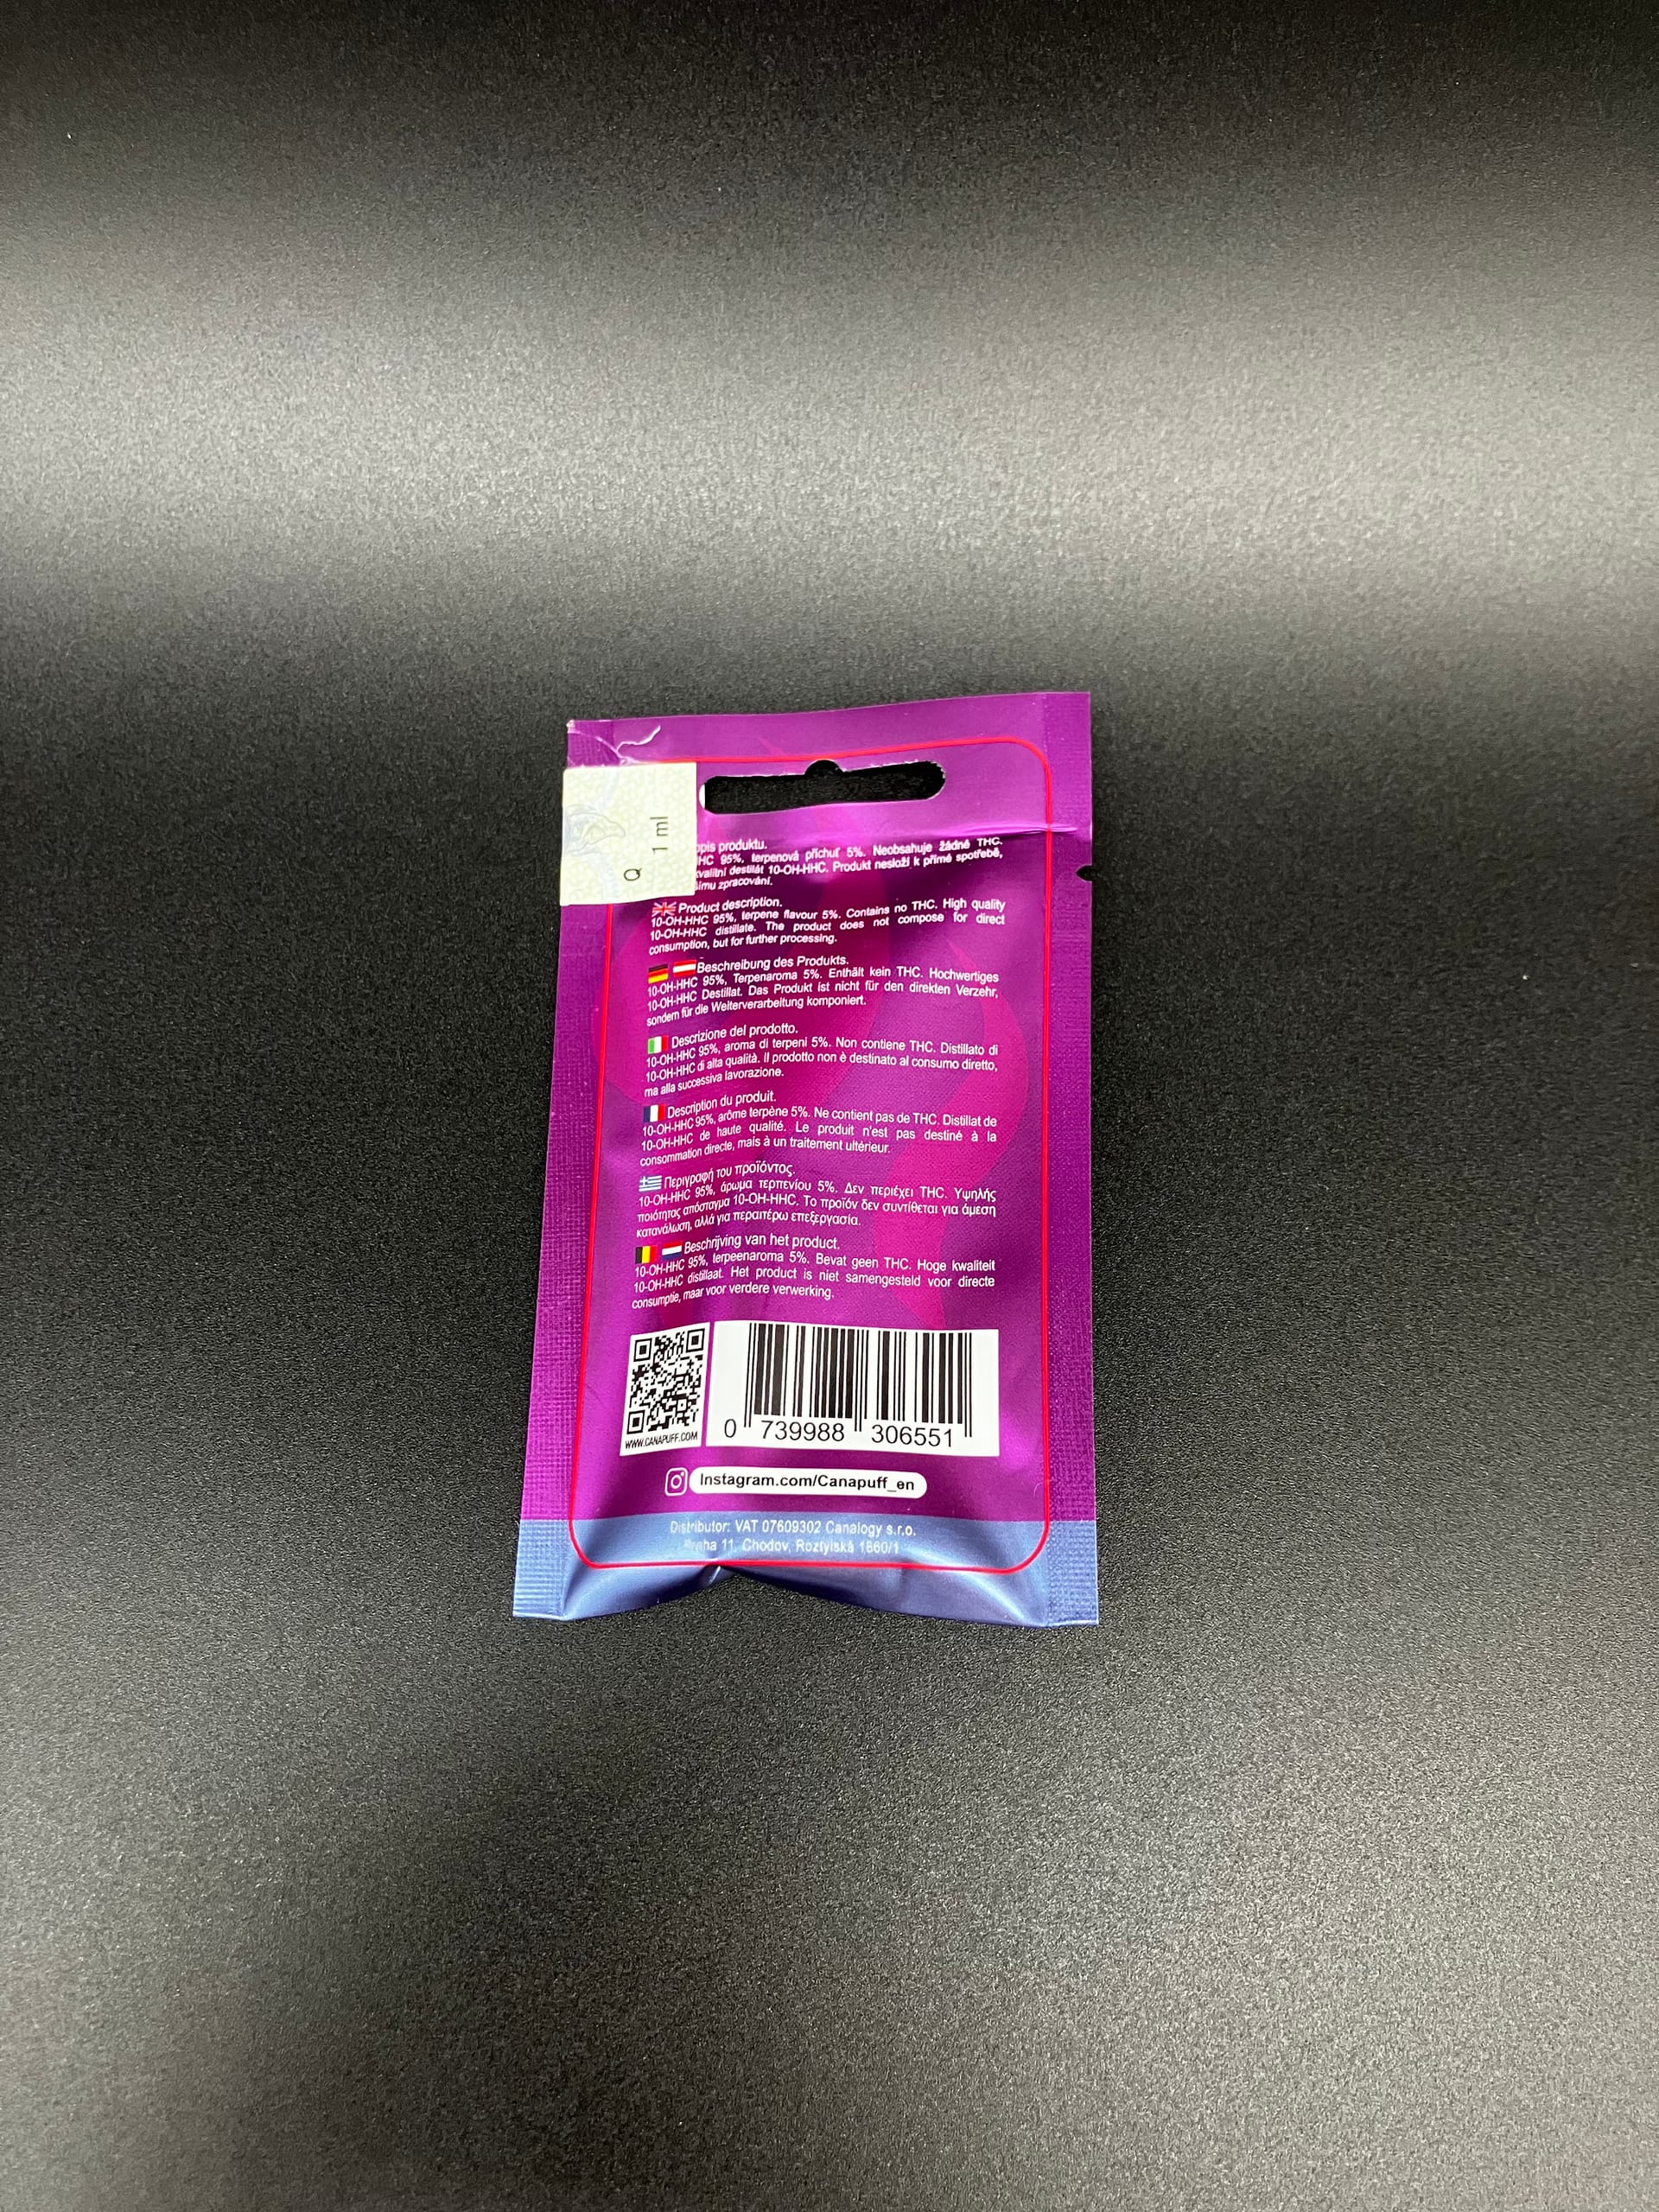 Q
1 ml
opis produktu.
HC 95%, terpenová příchuť 5%. Neobsahuje žádné THC.
kvalitní destilát 10-OH-HHC. Produkt nesloží k přímé spotřebě,
šímu zpracování.
Product description.
10-OH-HHC 95%, terpene flavour 5%. Contains no THC. High quality
10-OH-HHC distillate. The product does not compose for direct
consumption, but for further processing.
Beschreibung des Produkts.
10-OH-HHC 95%, Terpenaroma 5%. Enthält kein THC. Hochwertiges
10-OH-HHC Destillat. Das Produkt ist nicht für den direkten Verzehr,
sondern für die Weiterverarbeitung komponiert.
Descrizione del prodotto.
10-OH-HHC 95%, aroma di terpeni 5%. Non contiene THC. Distillato di
10-OH-HHC di alta qualità. Il prodotto non è destinato al consumo diretto,
ma alla successiva lavorazione.
Description du produit.
10-OH-HHC 95%, arôme terpène 5%. Ne contient pas de THC. Distillat de
10-OH-HHC de haute qualité. Le produit n'est pas destiné à la
consommation directe, mais à un traitement ultérieur.
Περιγραφή του προϊόντος.
10-OH-HHC 95%, άρωμα τερπενίου 5%. Δεν περιέχει THC. Υψηλής
ποιότητας απόσταγμα 10-OH-HHC. Το προϊόν δεν συντίθεται για άμεση
κατανάλωση, αλλά για περαιτέρω επεξεργασία.
Beschrijving van het product.
10-OH-HHC 95%, terpeenaroma 5%. Bevat geen THC. Hoge kwaliteit
10-OH-HHC distillaat. Het product is niet samengesteld voor directe
consumptie, maar voor verdere verwerking.
WWW.CANAPUFF.COM
0 739988 306551
Instagram.com/Canapuff_en
Distributor: VAT 07609302 Canalogy s.r.o.
Praha 11, Chodov, Roztylská 1860/1